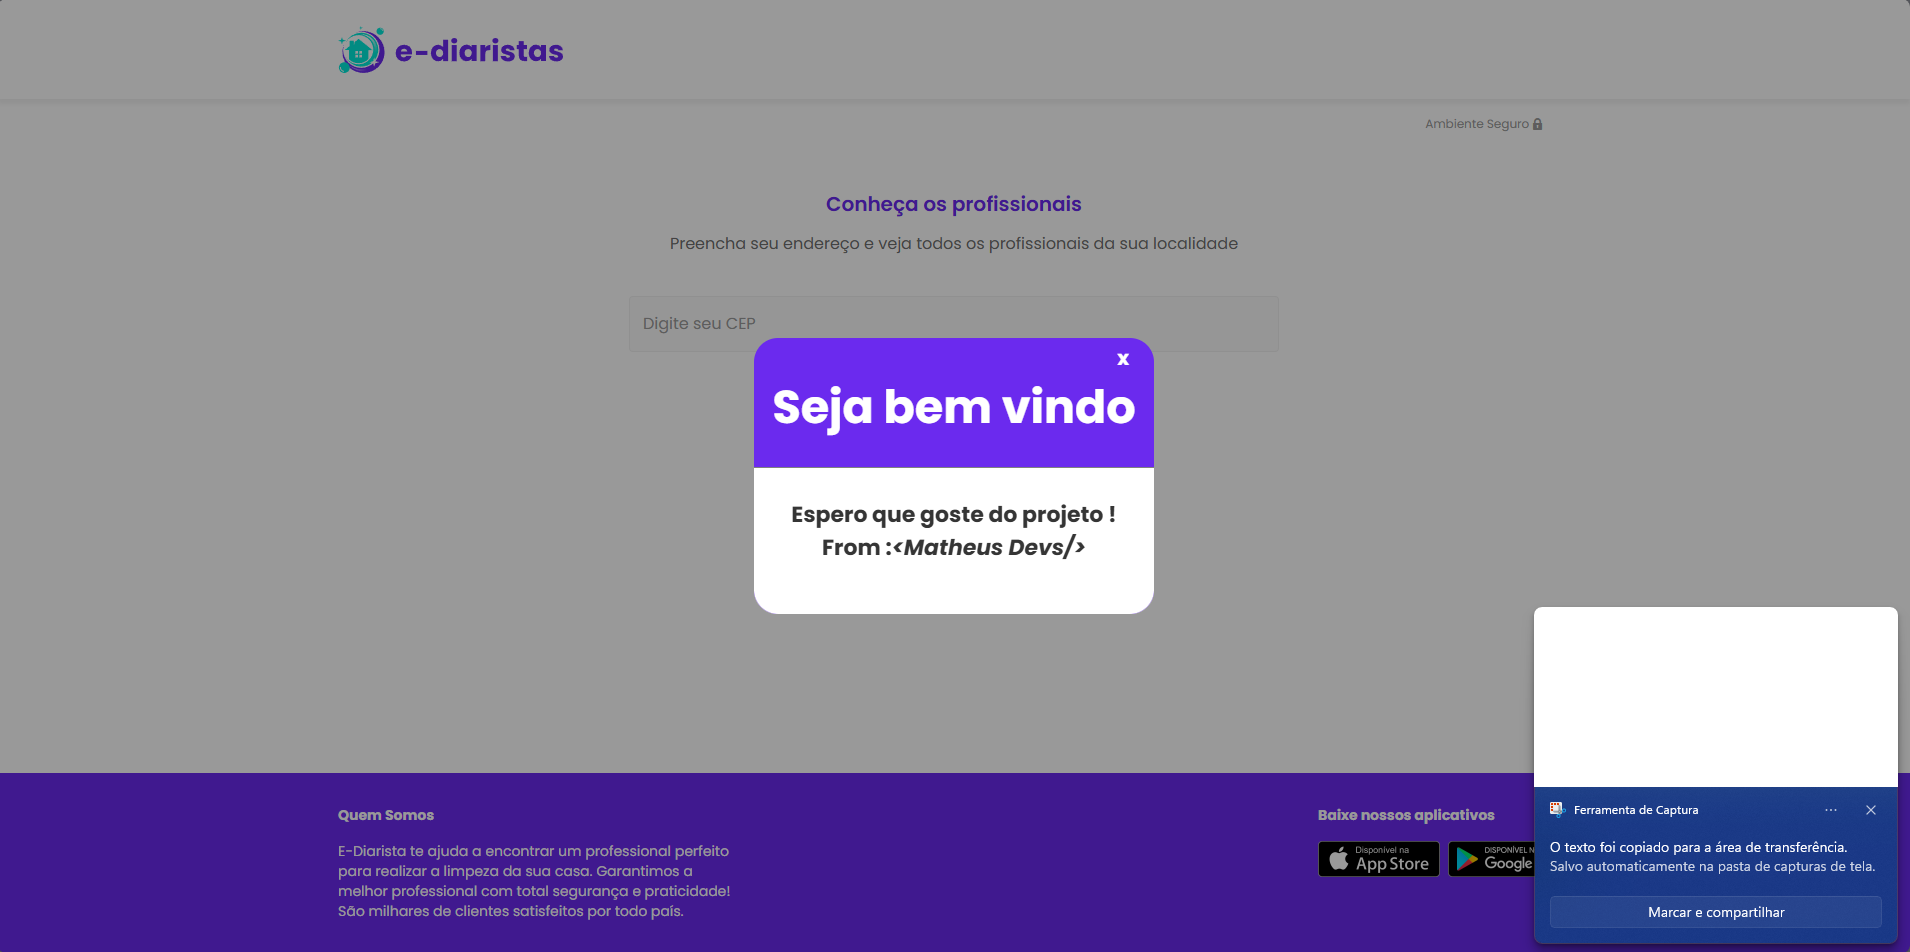 e-diaristas
Ambiente Seguro
Conheça os profissionais
Preencha seu endereço e veja todos os profissionais da sua localidade
Digite seu CEP
x
Seja bem vindo
Espero que goste do projeto !
From :<Matheus Devs/>
Quem Somos
E-Diarista te ajuda a encontrar um professional perfeito
para realizar a limpeza da sua casa. Garantimos a
melhor professional com total segurança e praticidade!
São milhares de clientes satisfeitos por todo país.
Baixe nossos aplicativos
Disponível na
App Store
DISPONÍVEL N
Google
Ferramenta de Captura
O texto foi copiado para a área de transferência.
Salvo automaticamente na pasta de capturas de tela.
Marcar e compartilhar